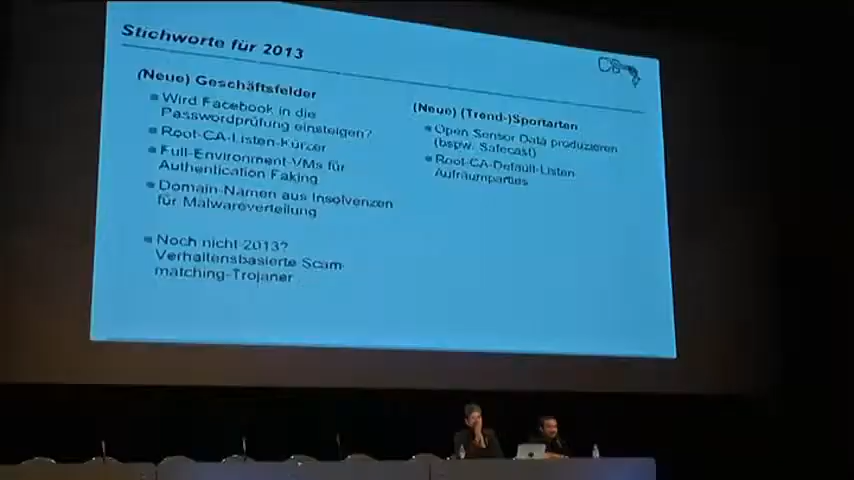 Stichworte für 2013
(Neue) Geschäftsfelder
Wird Facebook in die
Passwordprüfung einsteigen?
Root-CA-Listen-Kürzer
Full-Environment-VMs für
Authentication Faking
Domain-Namen aus Insolvenzen
für Malwareverteilung
Noch nicht 2013?
Verhaltensbasierte Scam-
matching-Trojaner
(Neue) (Trend-)Sportarten
Open Sensor Data produzieren
(bspw. Safecast)
Root-CA-Default-Listen
Aufräumparties